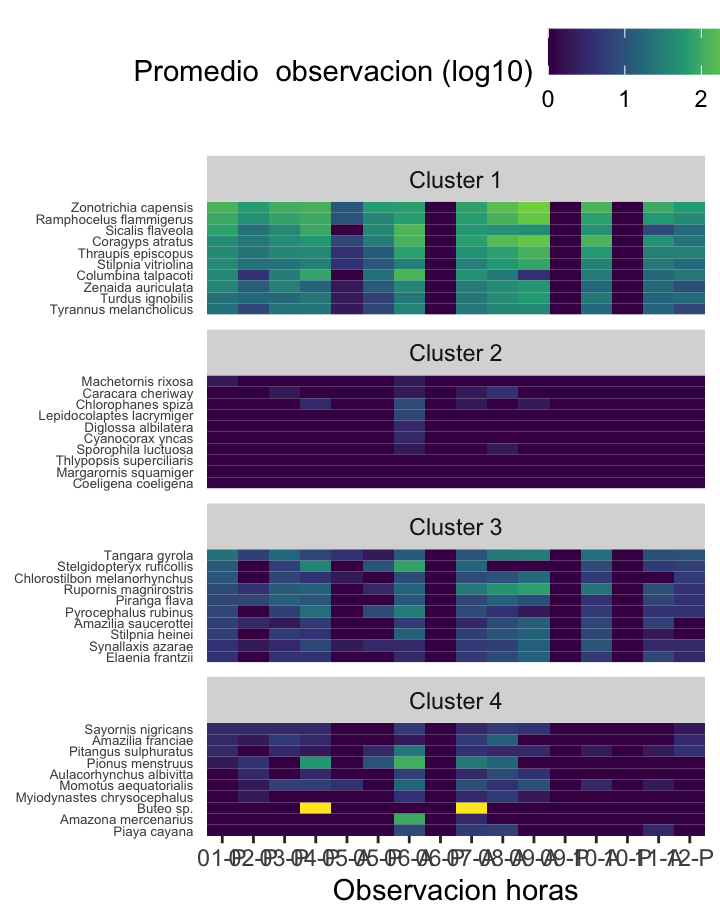 Promedio  observacion (log10)
0 1 2
Cluster 1
Zonotrichia capensis
Ramphocelus flammigerus
Sicalis flaveola
Coragyps atratus
Thraupis episcopus
Stilpnia vitriolina
Columbina talpacoti
Zenaida auriculata
Turdus ignobilis
Tyrannus melancholicus
Cluster 2
Machetornis rixosa
Caracara cheriway
Chlorophanes spiza
Lepidocolaptes lacrymiger
Diglossa albilatera
Cyanocorax yncas
Sporophila luctuosa
Thlypopsis superciliaris
Margarornis squamiger
Coeligena coeligena
Cluster 3
Tangara gyrola
Stelgidopteryx ruficollis
Chlorostilbon melanorhynchus
Rupornis magnirostris
Piranga flava
Pyrocephalus rubinus
Amazilia saucerottei
Stilpnia heinei
Synallaxis azarae
Elaenia frantzii
Cluster 4
Sayornis nigricans
Amazilia franciae
Pitangus sulphuratus
Pionus menstruus
Aulacorhynchus albivitta
Momotus aequatorialis
Myiodynastes chrysocephalus
Buteo sp.
Amazona mercenarius
Piaya cayana
Observacion horas